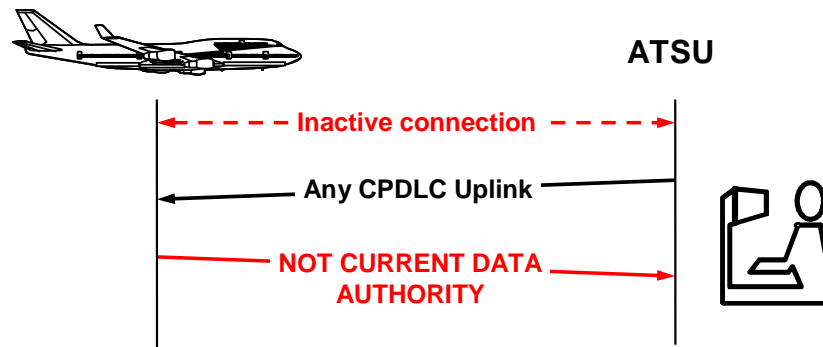 ATSU
Inactive connection
Any CPDLC Uplink
NOT CURRENT DATA
AUTHORITY